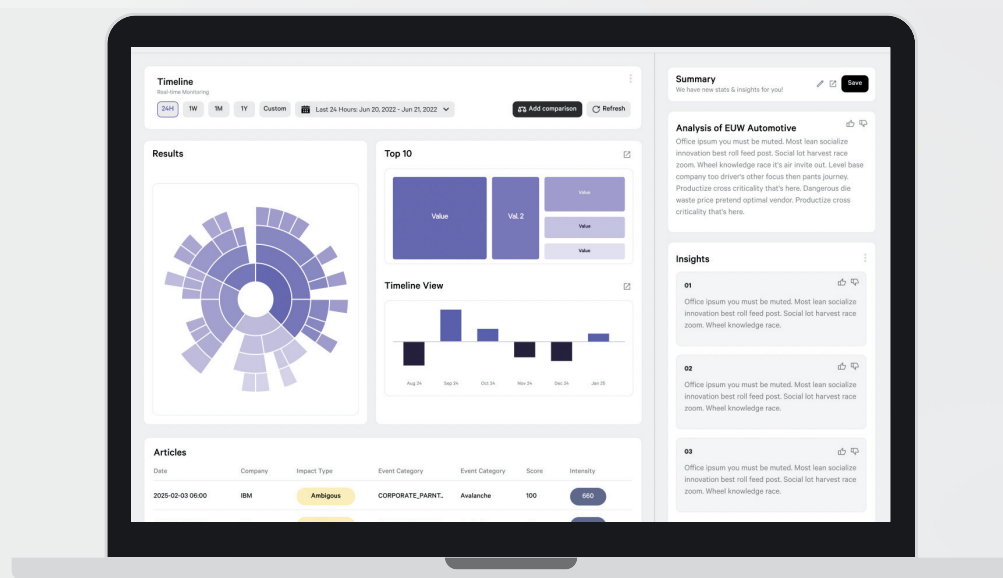 Timeline
Real-time Monitoring
24H 1W 1M 1Y Custom Last 24 Hours: Jun 20, 2022 - Jun 21, 2022 Add comparison Refresh
Results
Top 10
Value
Val. 2
Value
Value
Value
Timeline View
Aug 24 Sep 24 Oct 24 Nov 24 Dec 24 Jan 25
Articles
Date Company Impact Type Event Category Event Category Score Intensity
2025-02-03 06:00 IBM Ambigous CORPORATE_PARNT... Avalanche 100 660
Summary
We have new stats & insights for you!
Save
Analysis of EUW Automotive
Office ipsum you must be muted. Most lean socialize
innovation best roll feed post. Social lot harvest race
zoom. Wheel knowledge race it's air invite out. Level base
company too driver's other focus then pants journey.
Productize cross criticality that's here. Dangerous die
waste price pretend optimal vendor. Productize cross
criticality that's here.
Insights
01
Office ipsum you must be muted. Most lean socialize
innovation best roll feed post. Social lot harvest race
zoom. Wheel knowledge race.
02
Office ipsum you must be muted. Most lean socialize
innovation best roll feed post. Social lot harvest race
zoom. Wheel knowledge race.
03
Office ipsum you must be muted. Most lean socialize
innovation best roll feed post. Social lot harvest race
zoom. Wheel knowledge race.